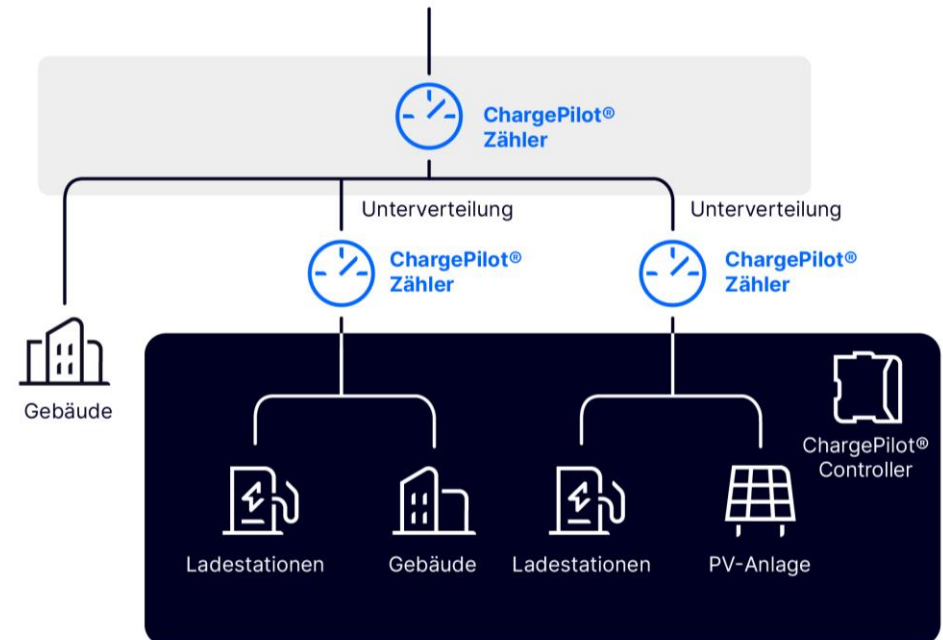 ChargePilot®
Zähler
Unterverteilung
Unterverteilung
ChargePilot®
Zähler
ChargePilot®
Zähler
Gebäude
ChargePilot®
Controller
Ladestationen
Gebäude
Ladestationen
PV-Anlage